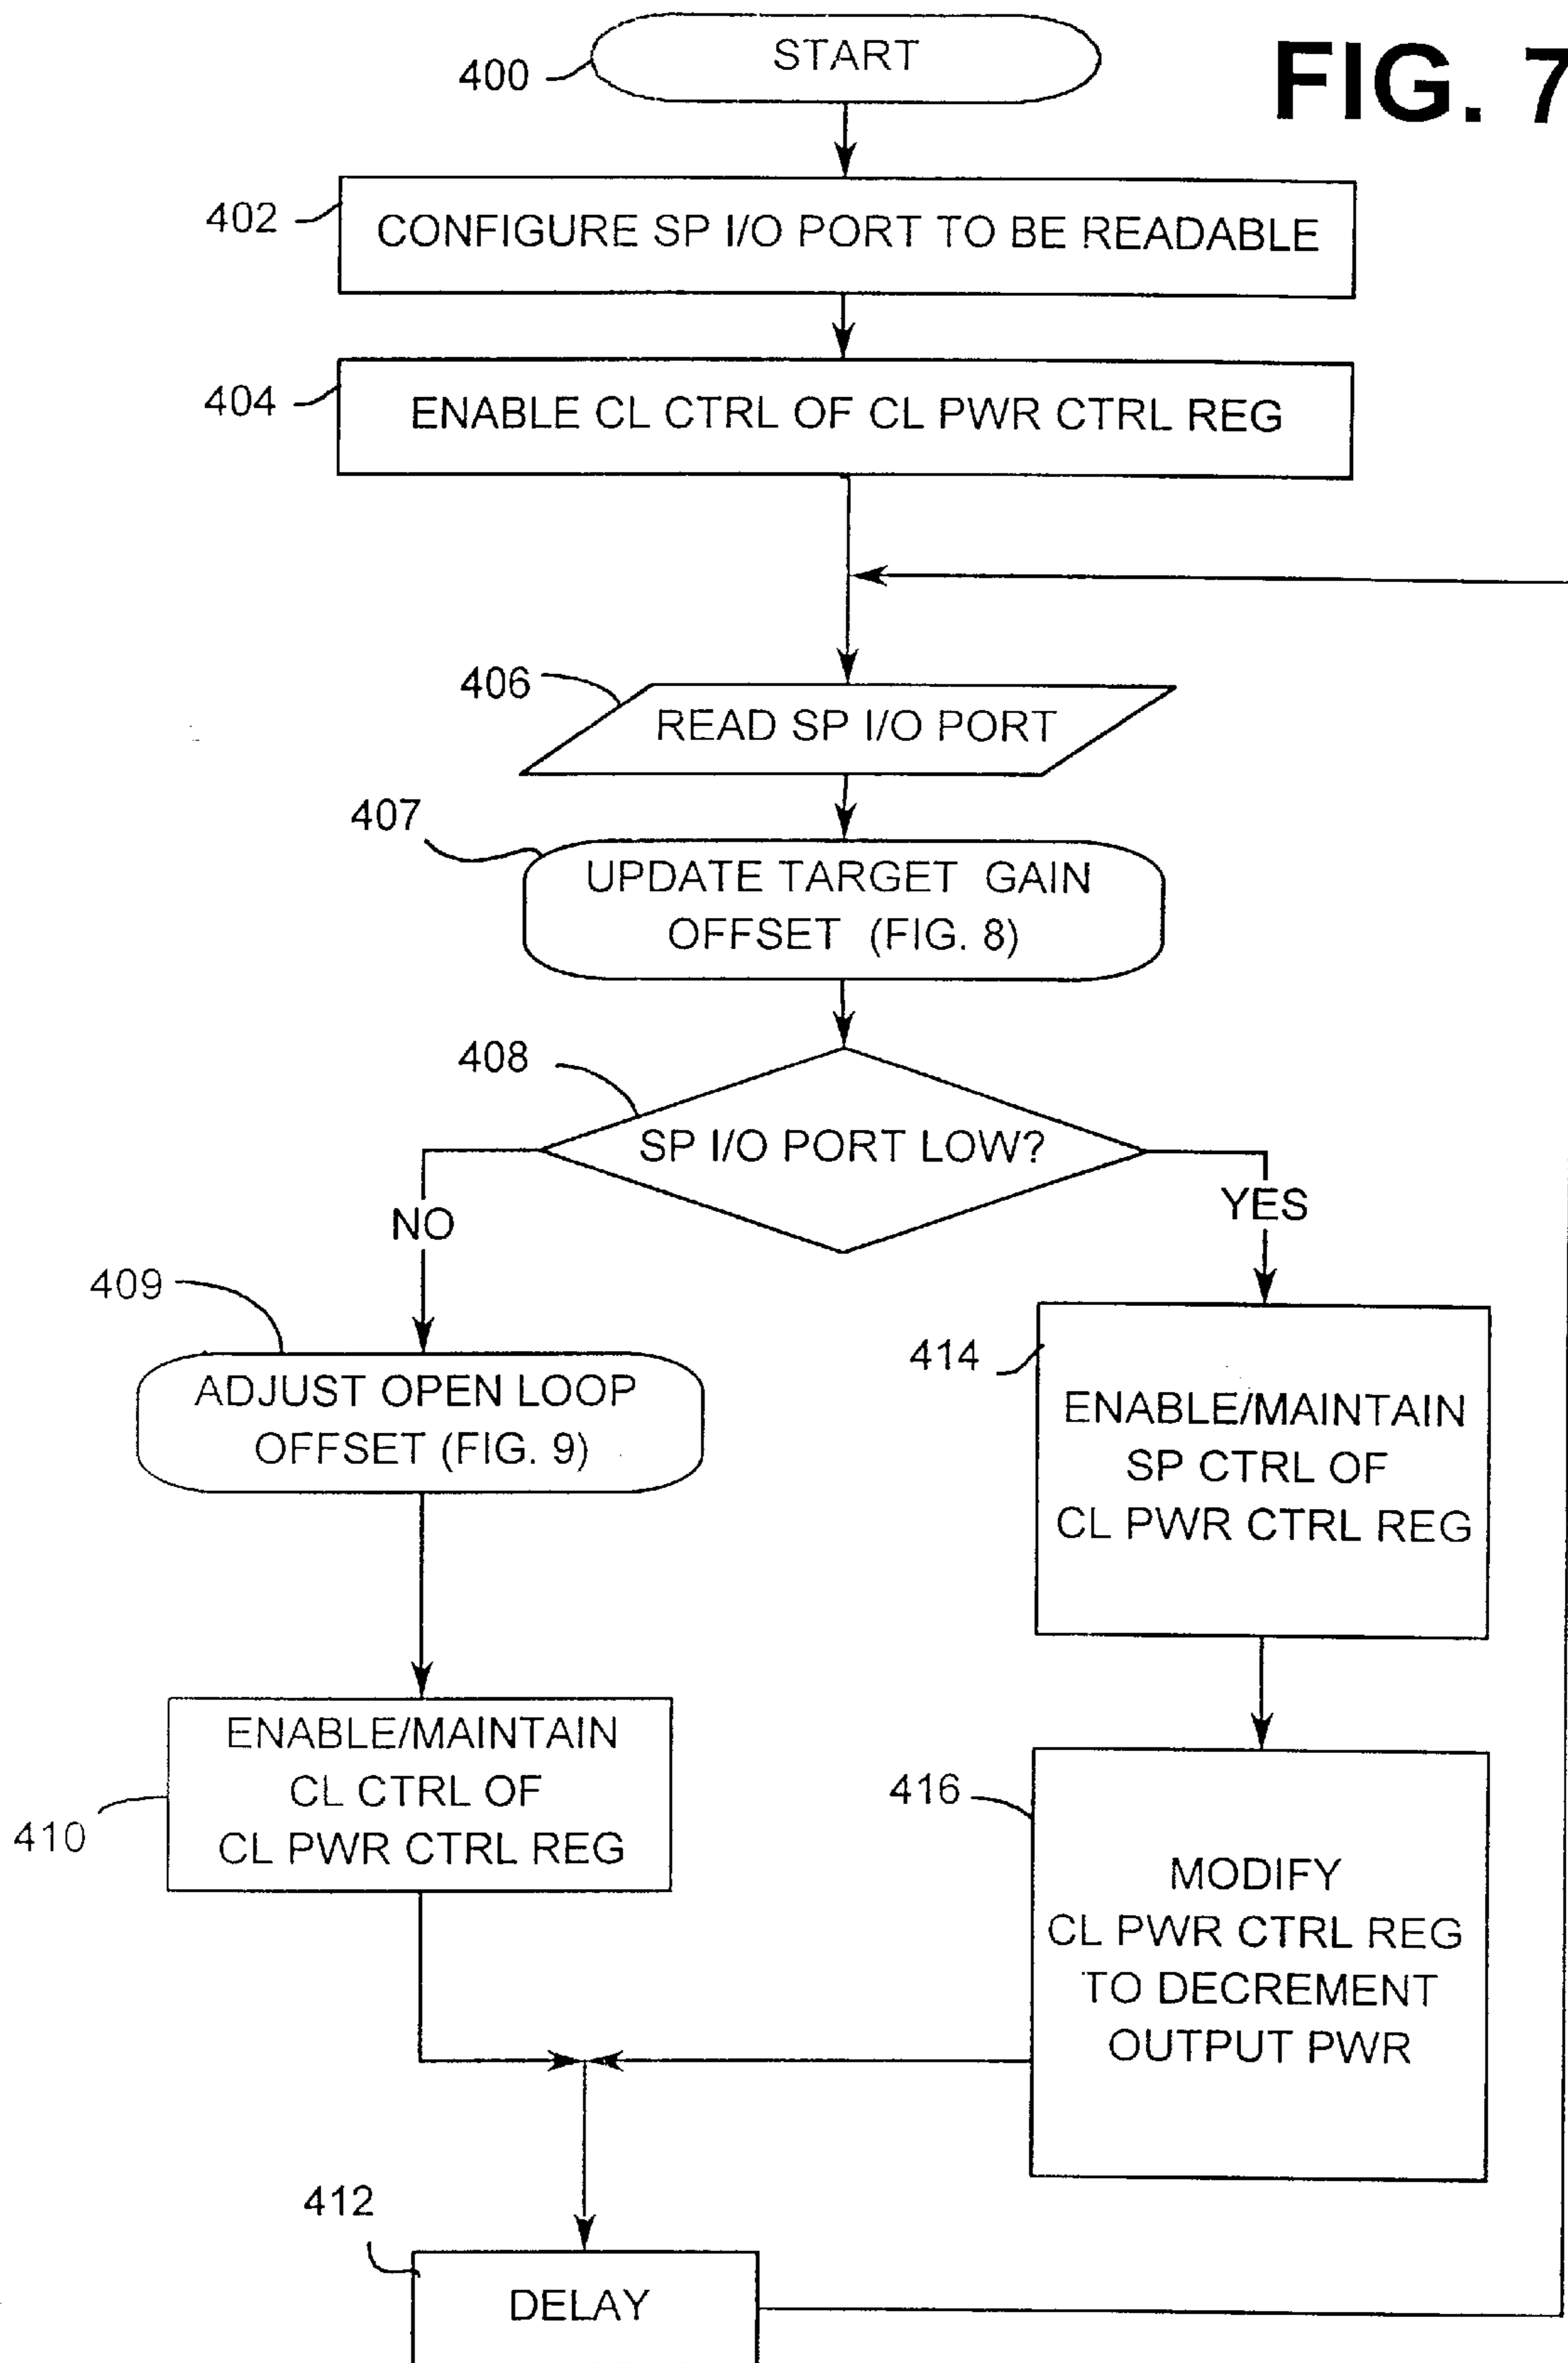 FIG. 7
400
START
402
CONFIGURE SP I/O PORT TO BE READABLE
404
ENABLE CL CTRL OF CL PWR CTRL REG
406
READ SP I/O PORT
407
UPDATE TARGET GAIN
OFFSET (FIG. 8)
408
SP I/O PORT LOW?
NO
YES
409
ADJUST OPEN LOOP
OFFSET (FIG. 9)
414
ENABLE/MAINTAIN
SP CTRL OF
CL PWR CTRL REG
410
ENABLE/MAINTAIN
CL CTRL OF
CL PWR CTRL REG
416
MODIFY
CL PWR CTRL REG
TO DECREMENT
OUTPUT PWR
412
DELAY